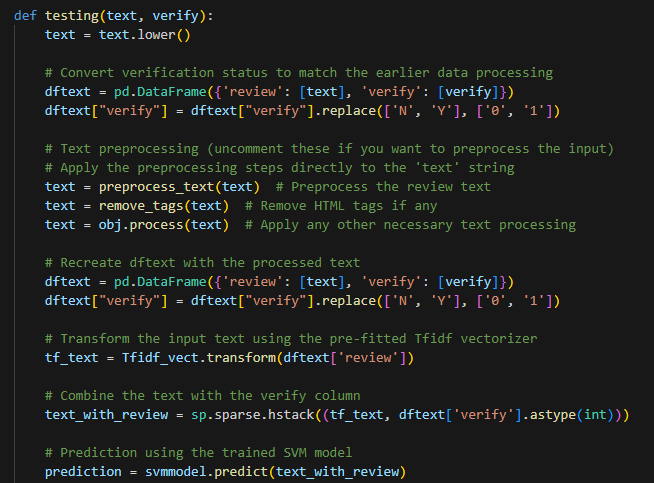 def testing(text, verify):
    text = text.lower()
    # Convert verification status to match the earlier data processing
    dftext = pd.DataFrame({'review': [text], 'verify': [verify]})
    dftext["verify"] = dftext["verify"].replace(['N', 'Y'], ['0', '1'])
    # Text preprocessing (uncomment these if you want to preprocess the input)
    # Apply the preprocessing steps directly to the 'text' string
    text = preprocess_text(text)  # Preprocess the review text
    text = remove_tags(text)  # Remove HTML tags if any
    text = obj.process(text)  # Apply any other necessary text processing
    # Recreate dftext with the processed text
    dftext = pd.DataFrame({'review': [text], 'verify': [verify]})
    dftext["verify"] = dftext["verify"].replace(['N', 'Y'], ['0', '1'])
    # Transform the input text using the pre-fitted Tfidf vectorizer
    tf_text = Tfidf_vect.transform(dftext['review'])
    # Combine the text with the verify column
    text_with_review = sp.sparse.hstack((tf_text, dftext['verify'].astype(int)))
    # Prediction using the trained SVM model
    prediction = svmmodel.predict(text_with_review)